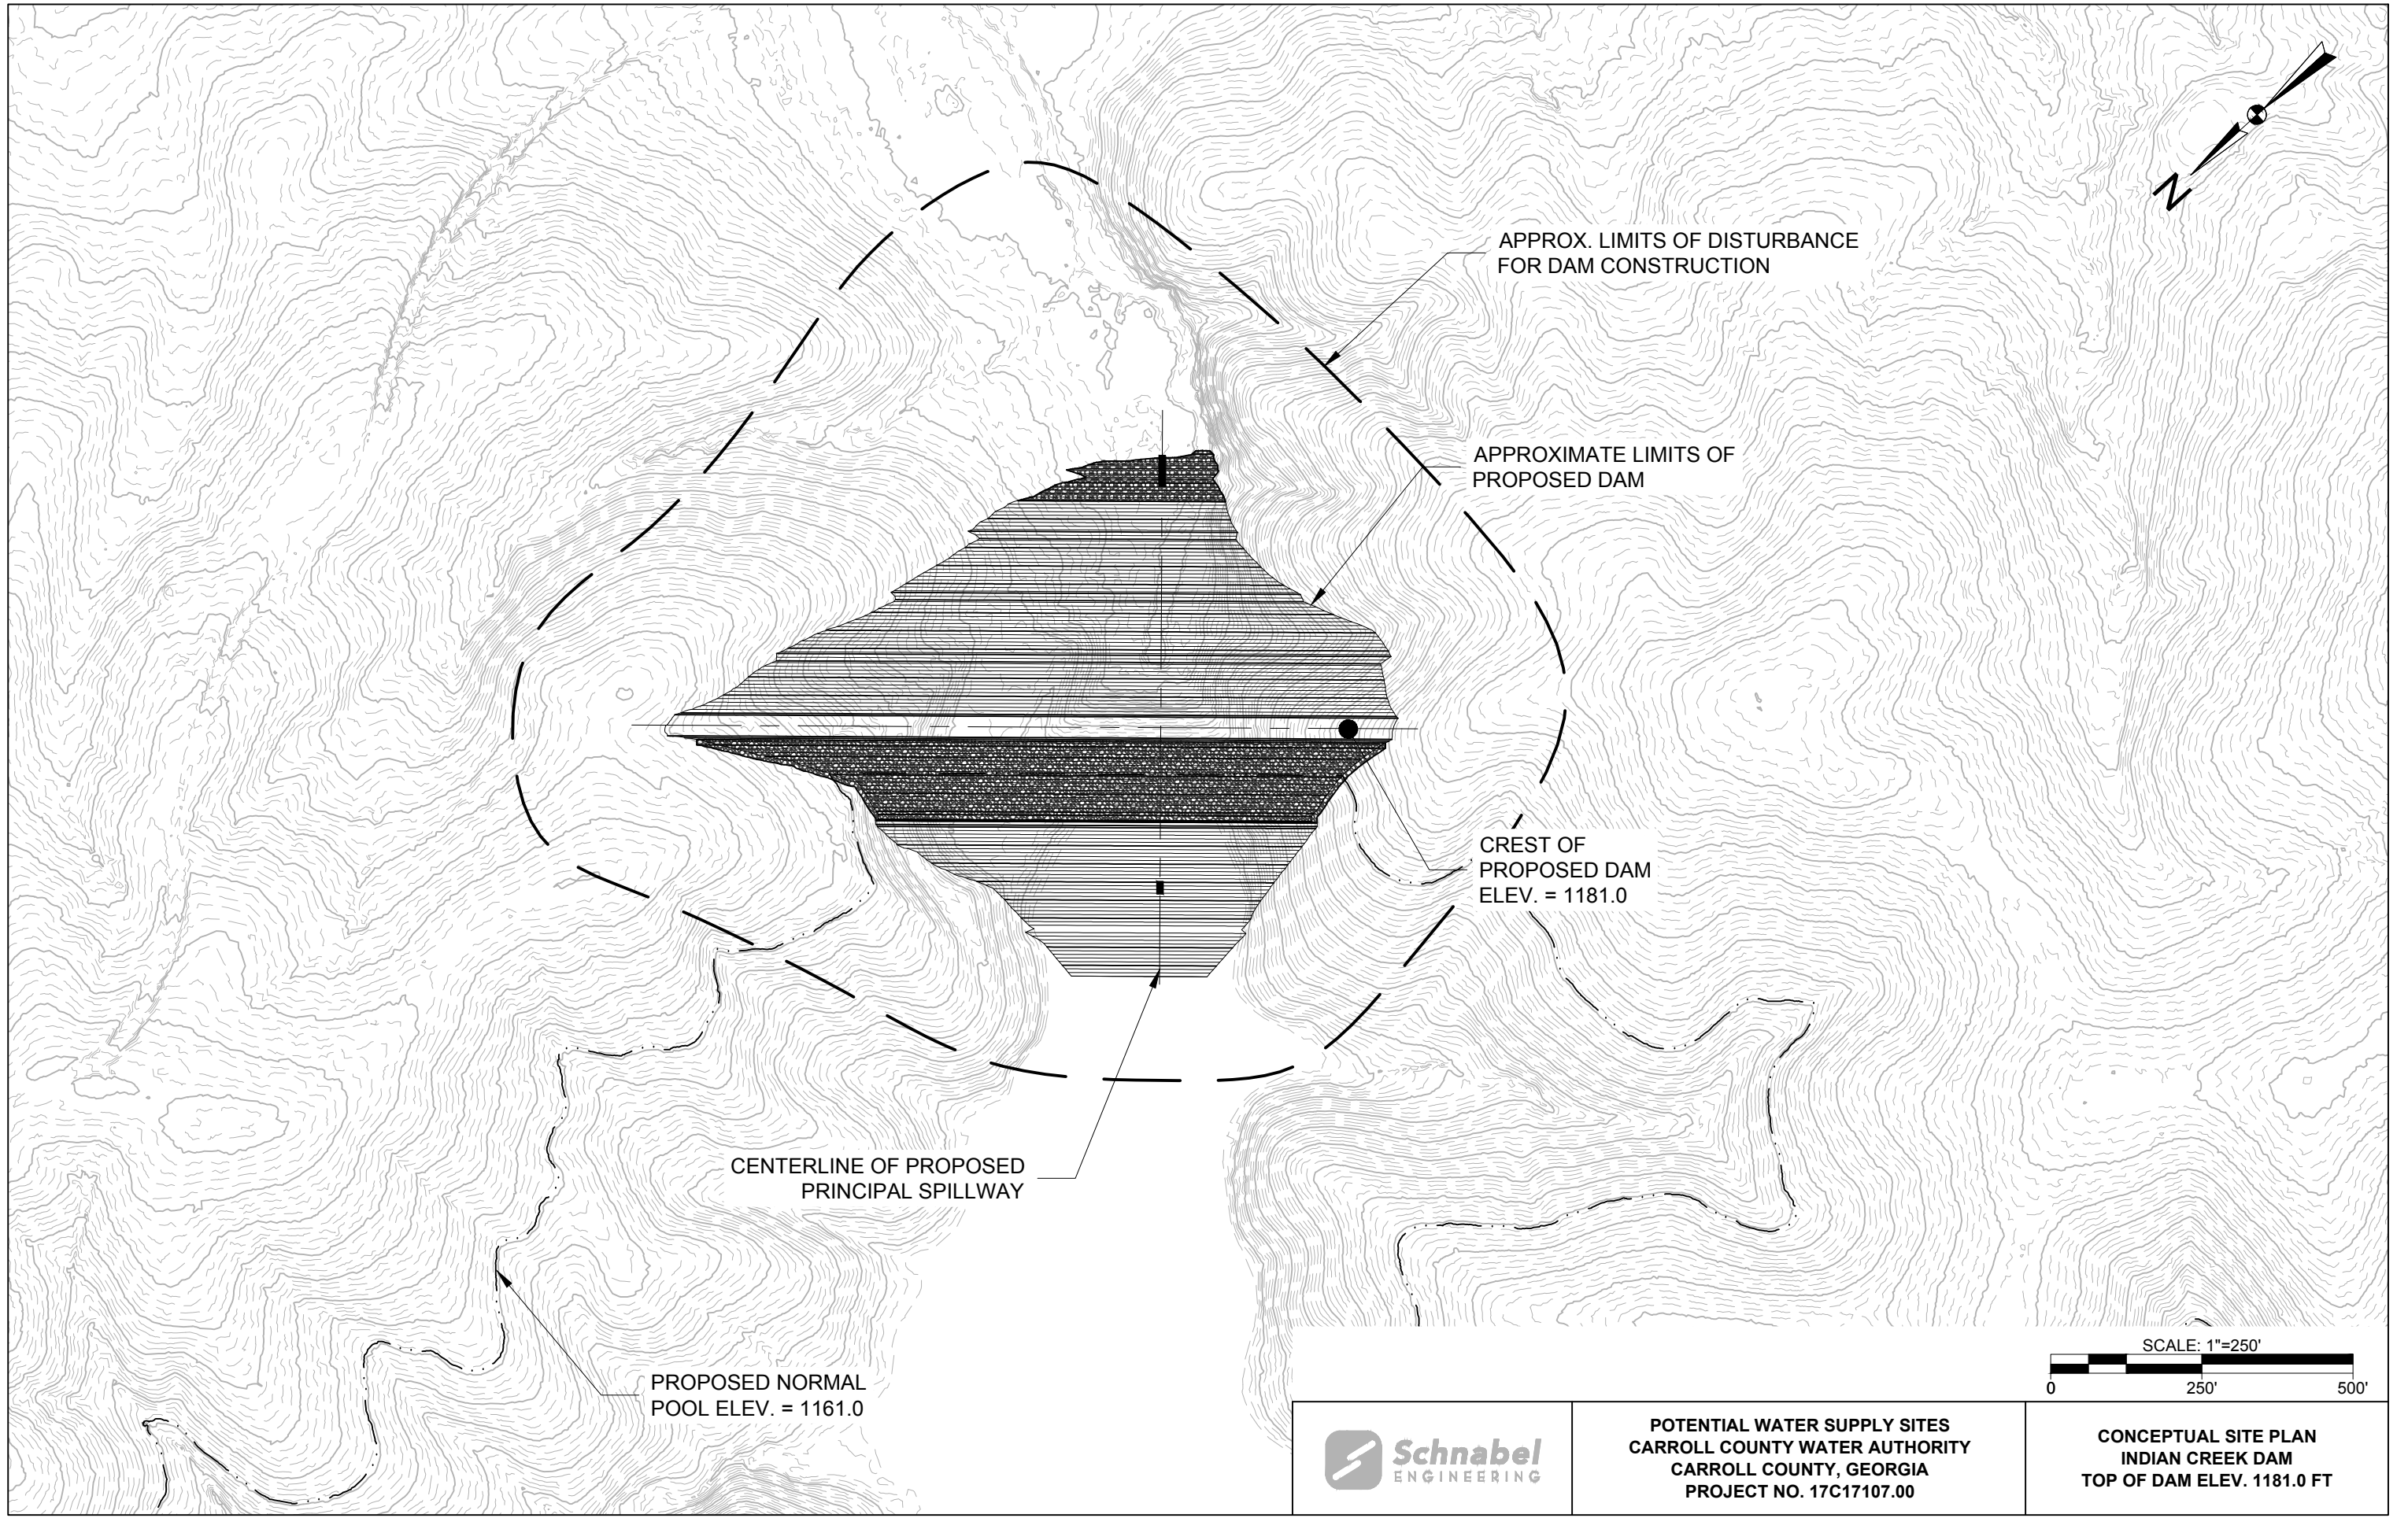 N
APPROX. LIMITS OF DISTURBANCE
FOR DAM CONSTRUCTION
APPROXIMATE LIMITS OF
PROPOSED DAM
CREST OF
PROPOSED DAM
ELEV. = 1181.0
CENTERLINE OF PROPOSED
PRINCIPAL SPILLWAY
PROPOSED NORMAL
POOL ELEV. = 1161.0
SCALE: 1"=250'
0 250' 500'
Schnabel
ENGINEERING
POTENTIAL WATER SUPPLY SITES
CARROLL COUNTY WATER AUTHORITY
CARROLL COUNTY, GEORGIA
PROJECT NO. 17C17107.00
CONCEPTUAL SITE PLAN
INDIAN CREEK DAM
TOP OF DAM ELEV. 1181.0 FT